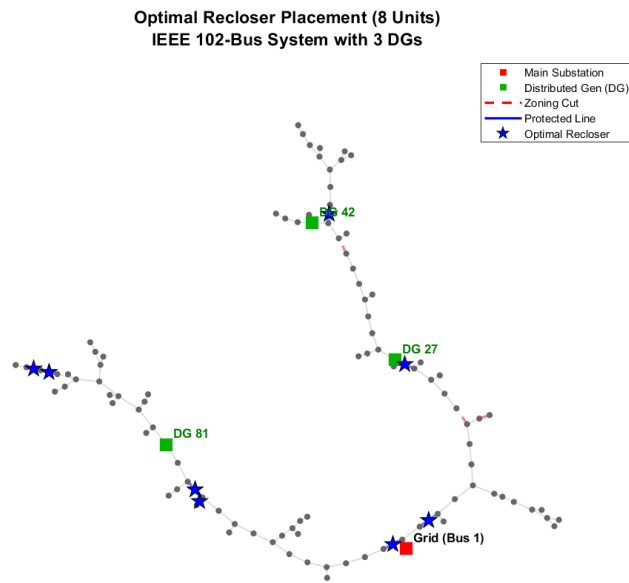 Optimal Recloser Placement (8 Units)
IEEE 102-Bus System with 3 DGs
Main Substation
Distributed Gen (DG)
Zoning Cut
Protected Line
Optimal Recloser
DG 42
DG 27
DG 81
Grid (Bus 1)